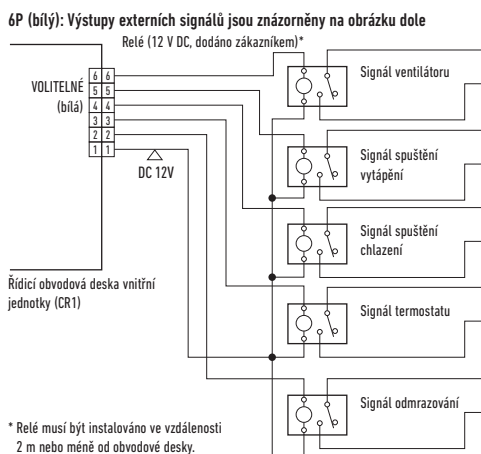 6P (bílý): Výstupy externích signálů jsou znázorněny na obrázku dole
Relé (12 V DC, dodáno zákazníkem)*
VOLITELNÉ
(bílá)
6 6
5 5
4 4
3 3
2 2
1 1
DC 12V
Signál ventilátoru
Signál spuštění
vytápění
Signál spuštění
chlazení
Řídicí obvodová deska vnitřní
jednotky (CR1)
Signál termostatu
Signál odmrazování
* Relé musí být instalováno ve vzdálenosti
2 m nebo méně od obvodové desky.